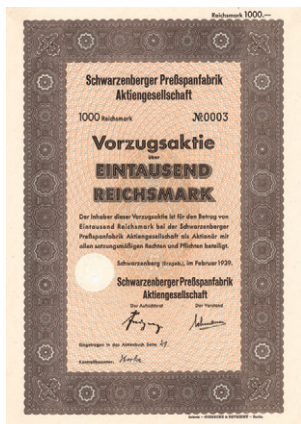 Reichsmark 1000.—
Schwarzenberger Preßspanfabrik
Aktiengesellschaft
1000 Reichsmark № 0003
Vorzugsaktie
über
EINTAUSEND
REICHSMARK
Der Inhaber dieser Vorzugsaktie ist für den Betrag von
Eintausend Reichsmark bei der Schwarzenberger
Preßspanfabrik Aktiengesellschaft als Aktionär mit
allen satzungsmäßigen Rechten und Pflichten beteiligt.
Schwarzenberg (Erzgeb.), im Februar 1939.
Schwarzenberger Preßspanfabrik
Aktiengesellschaft
Der Aufsichtsrat Der Vorstand
Eingetragen in das Aktienbuch Seite 29
Kontrollbeamter: